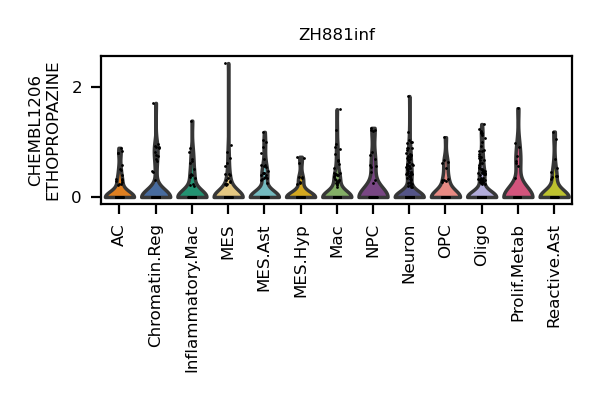 ZH881inf
CHEMBL1206
ETHOPROPAZINE
2
0
AC
Chromatin.Reg
Inflammatory.Mac
MES
MES.Ast
MES.Hyp
Mac
NPC
Neuron
OPC
Oligo
Prolif.Metab
Reactive.Ast